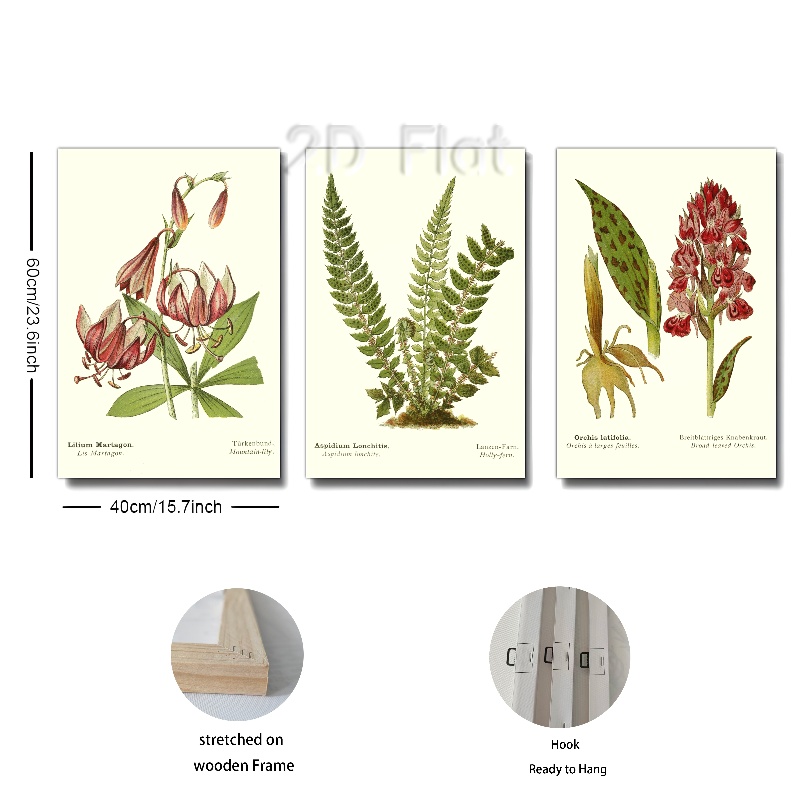 2D Flat
60cm/23.6inch
Lilium Martagon.
Lis Martagon.
Türkenbund.
Mountain-lily.
Aspidium Lonchitis.
Aspidium lonchite.
Lanzen-Farn.
Holly-fern.
Orchis latifolia.
Orchis à larges feuilles.
Breitblättriges Knabenkraut.
Broad leaved Orchis.
40cm/15.7inch
stretched on
wooden Frame
Hook
Ready to Hang